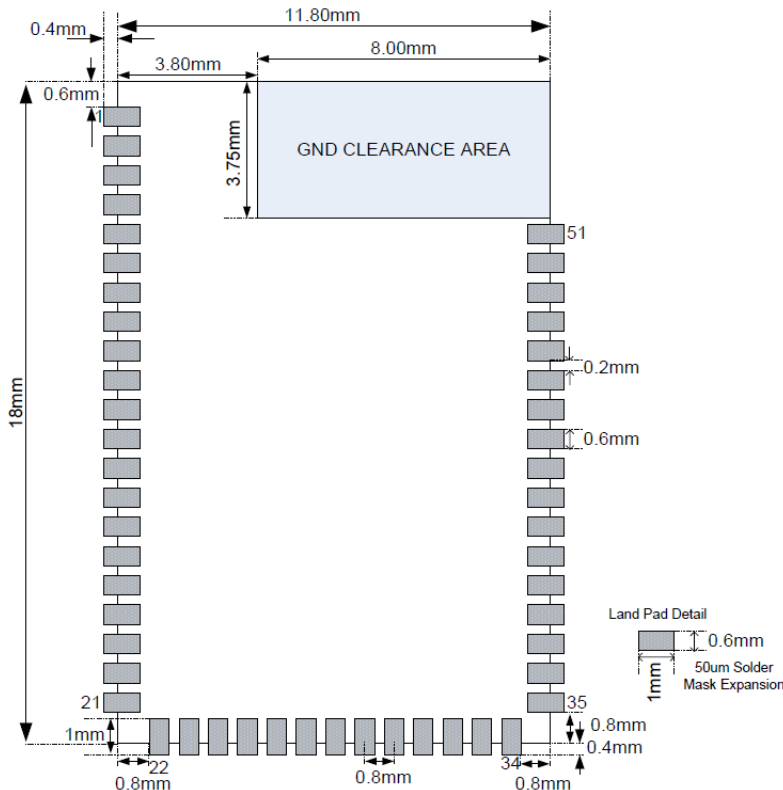 11.80mm
0.4mm
8.00mm
3.80mm
0.6mm
1
GND CLEARANCE AREA
3.75mm
51
0.2mm
18mm
0.6mm
Land Pad Detail
0.6mm
1mm
50um Solder
Mask Expansion
21
35
1mm
0.8mm
0.4mm
22
34
0.8mm
0.8mm
0.8mm